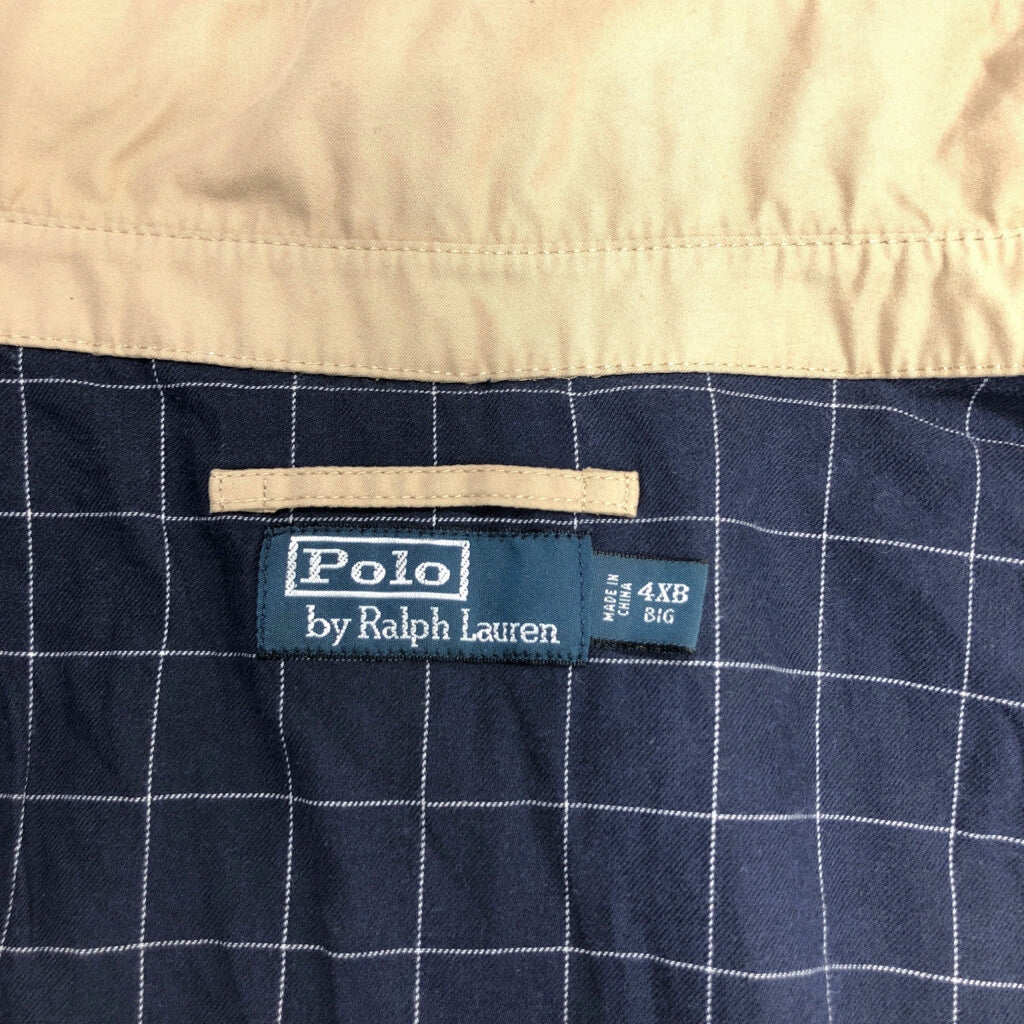 Polo
by Ralph Lauren
MADE IN
CHINA
4XB
BIG